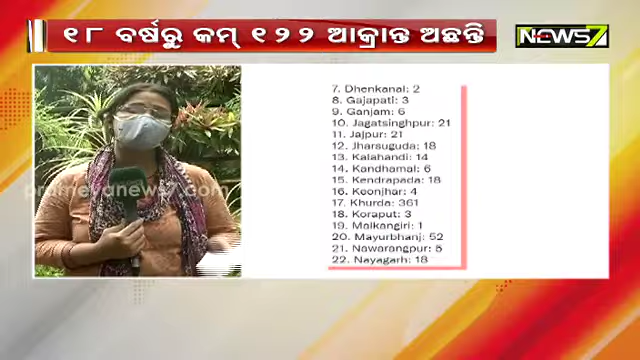 ୧୮ ବର୍ଷରୁ କମ୍ ୧୨୨ ଆକ୍ରାନ୍ତ ଅଛନ୍ତି
NEWS7
7. Dhenkanal: 2
8. Gajapati: 3
9. Ganjam: 6
10. Jagatsinghpur: 21
11. Jajpur: 21
12. Jharsuguda: 18
13. Kalahandi: 14
14. Kandhamal: 6
15. Kendrapada: 18
16. Keonjhar: 4
17. Khurda: 361
18. Koraput: 3
19. Malkangiri: 1
20. Mayurbhanj: 52
21. Nawarangpur: 5
22. Nayagarh: 18
prameyanews7.com